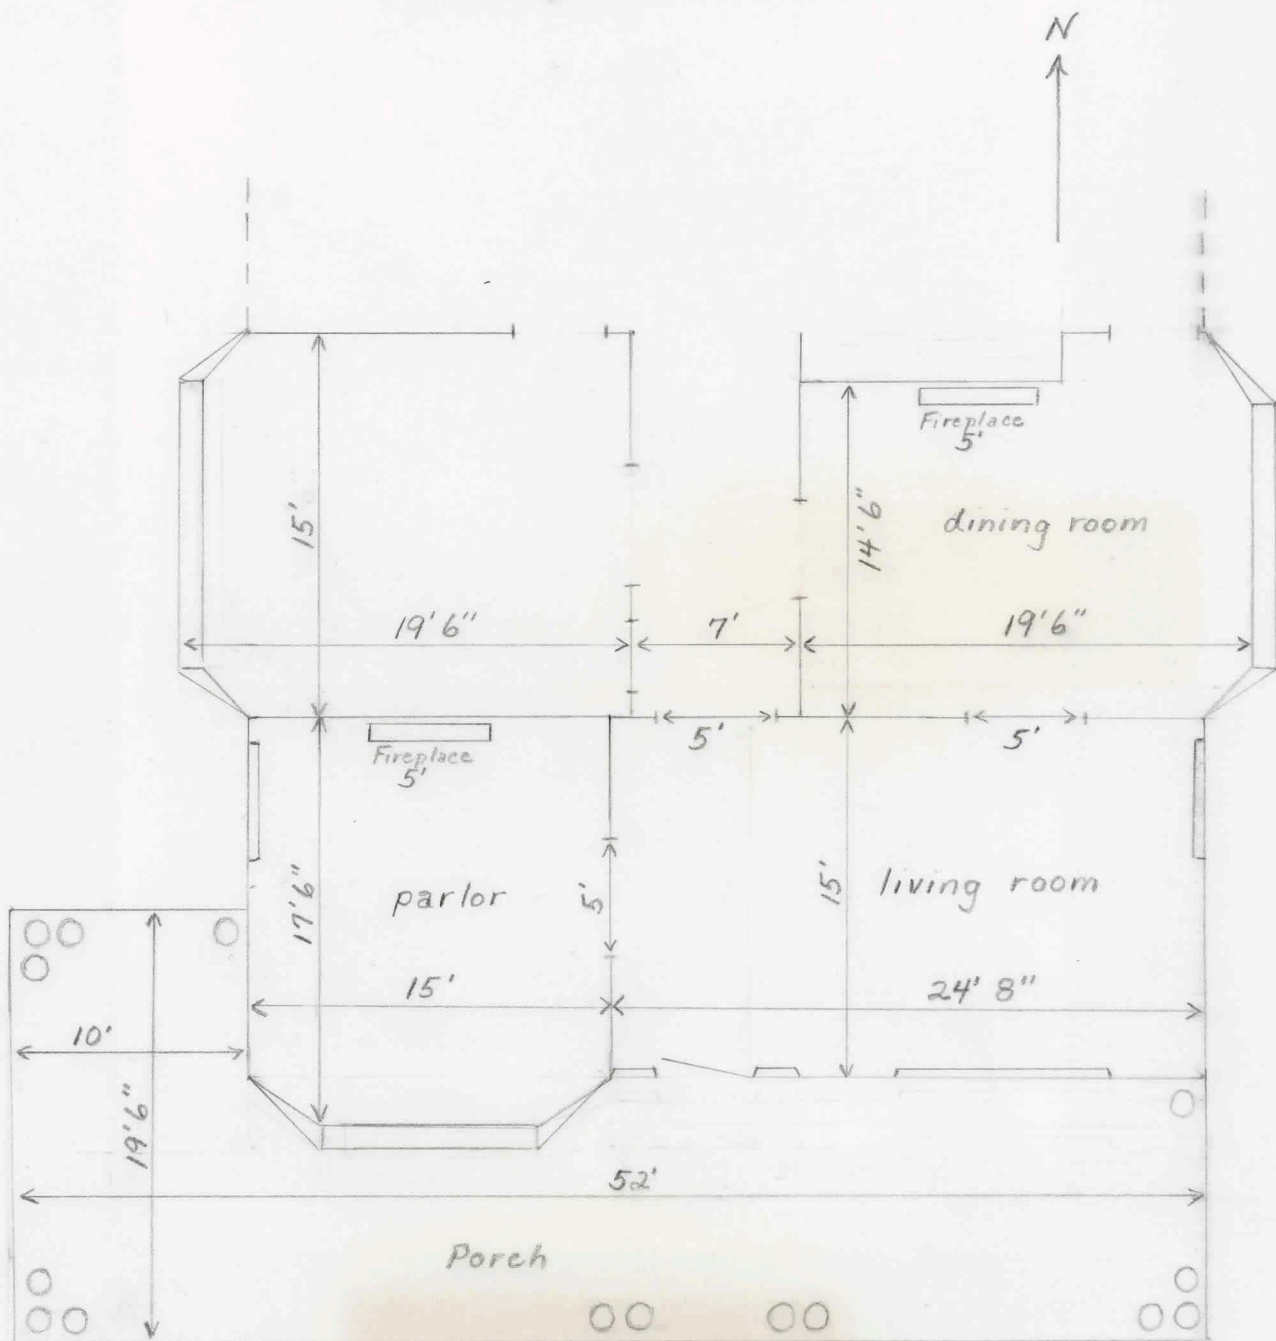 N
Fireplace
5'
15'
14' 6"
dining room
19' 6"
7'
19' 6"
5'
5'
Fireplace
5'
17' 6"
parlor
5'
15'
living room
15'
24' 8"
10'
19' 6"
52'
Porch